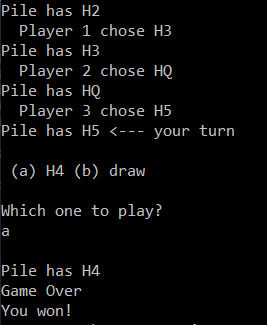 Pile has H2
  Player 1 chose H3
Pile has H3
  Player 2 chose HQ
Pile has HQ
  Player 3 chose H5
Pile has H5 <--- your turn

 (a) H4 (b) draw

Which one to play?
a

Pile has H4
Game Over
You won!